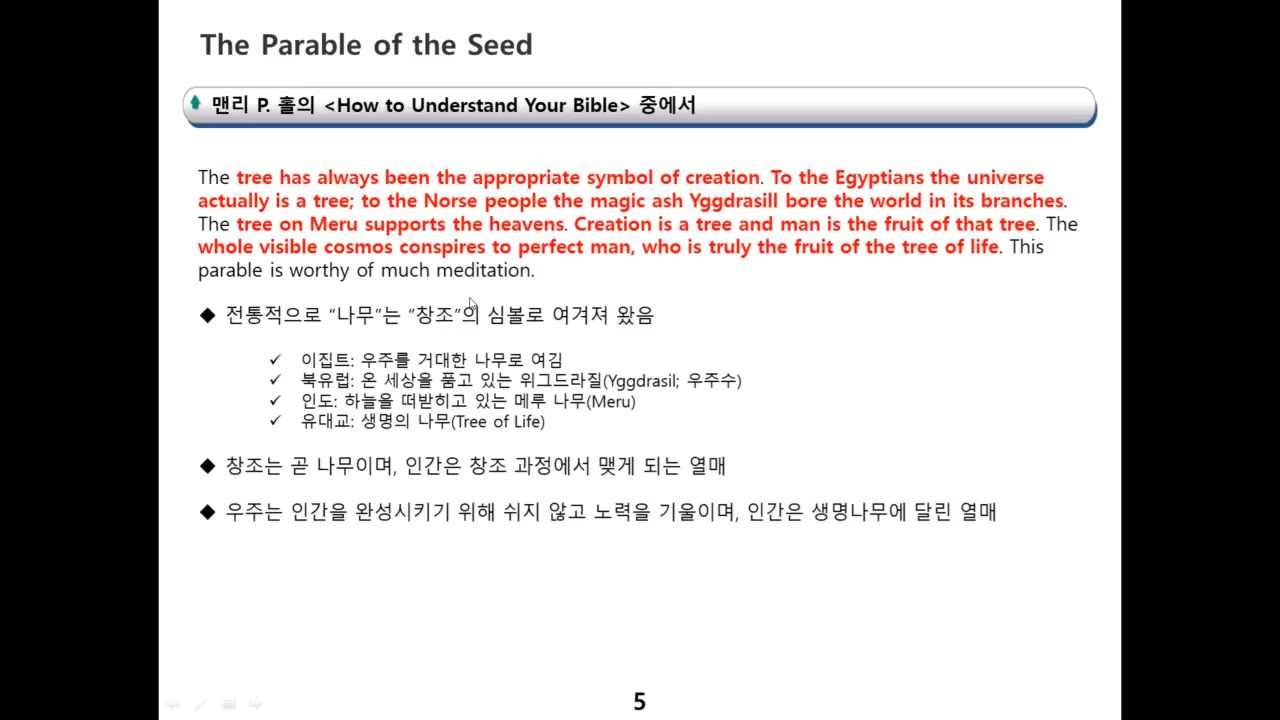 The Parable of the Seed
맨리 P. 홀의 <How to Understand Your Bible> 중에서
The tree has always been the appropriate symbol of creation. To the Egyptians the universe
actually is a tree; to the Norse people the magic ash Yggdrasill bore the world in its branches.
The tree on Meru supports the heavens. Creation is a tree and man is the fruit of that tree. The
whole visible cosmos conspires to perfect man, who is truly the fruit of the tree of life. This
parable is worthy of much meditation.
◆ 전통적으로 “나무”는 “창조”의 심볼로 여겨져 왔음
✓ 이집트: 우주를 거대한 나무로 여김
✓ 북유럽: 온 세상을 품고 있는 위그드라질(Yggdrasil; 우주수)
✓ 인도: 하늘을 떠받히고 있는 메루 나무(Meru)
✓ 유대교: 생명의 나무(Tree of Life)
◆ 창조는 곧 나무이며, 인간은 창조 과정에서 맺게 되는 열매
◆ 우주는 인간을 완성시키기 위해 쉬지 않고 노력을 기울이며, 인간은 생명나무에 달린 열매
5